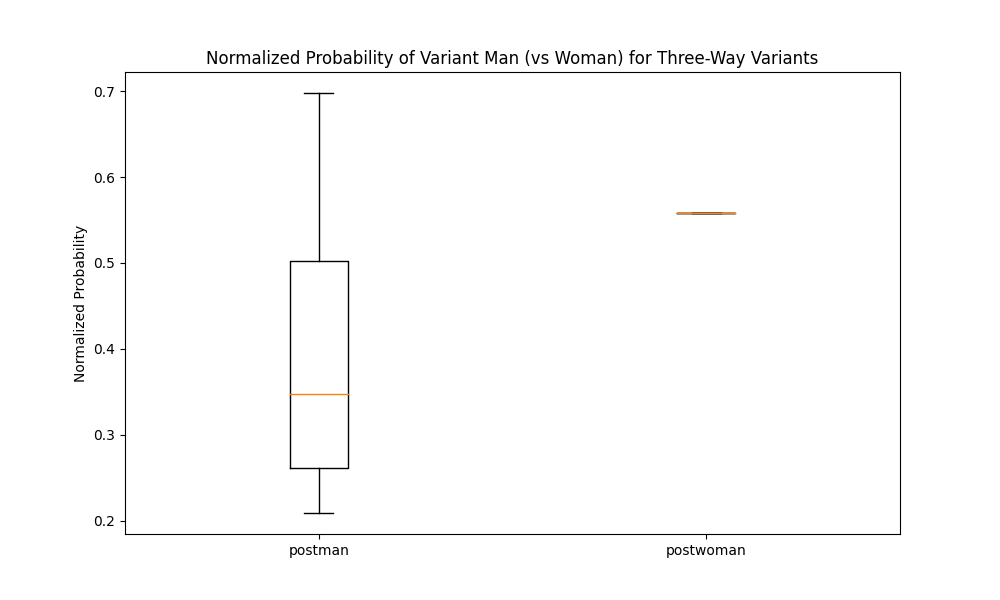 Normalized Probability of Variant Man (vs Woman) for Three-Way Variants
Normalized Probability
0.7
0.6
0.5
0.4
0.3
0.2
postman
postwoman